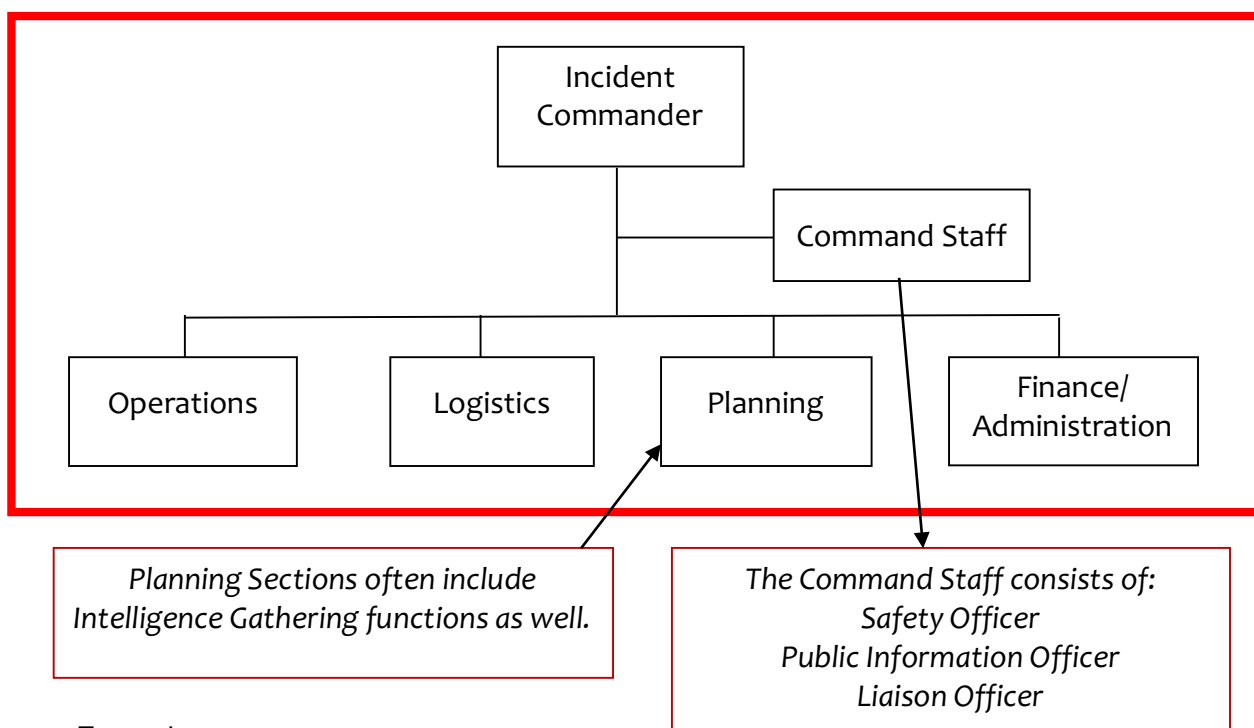 Incident
Commander
Command Staff
Operations
Logistics
Planning
Finance/
Administration
Planning Sections often include
Intelligence Gathering functions as well.
The Command Staff consists of:
Safety Officer
Public Information Officer
Liaison Officer